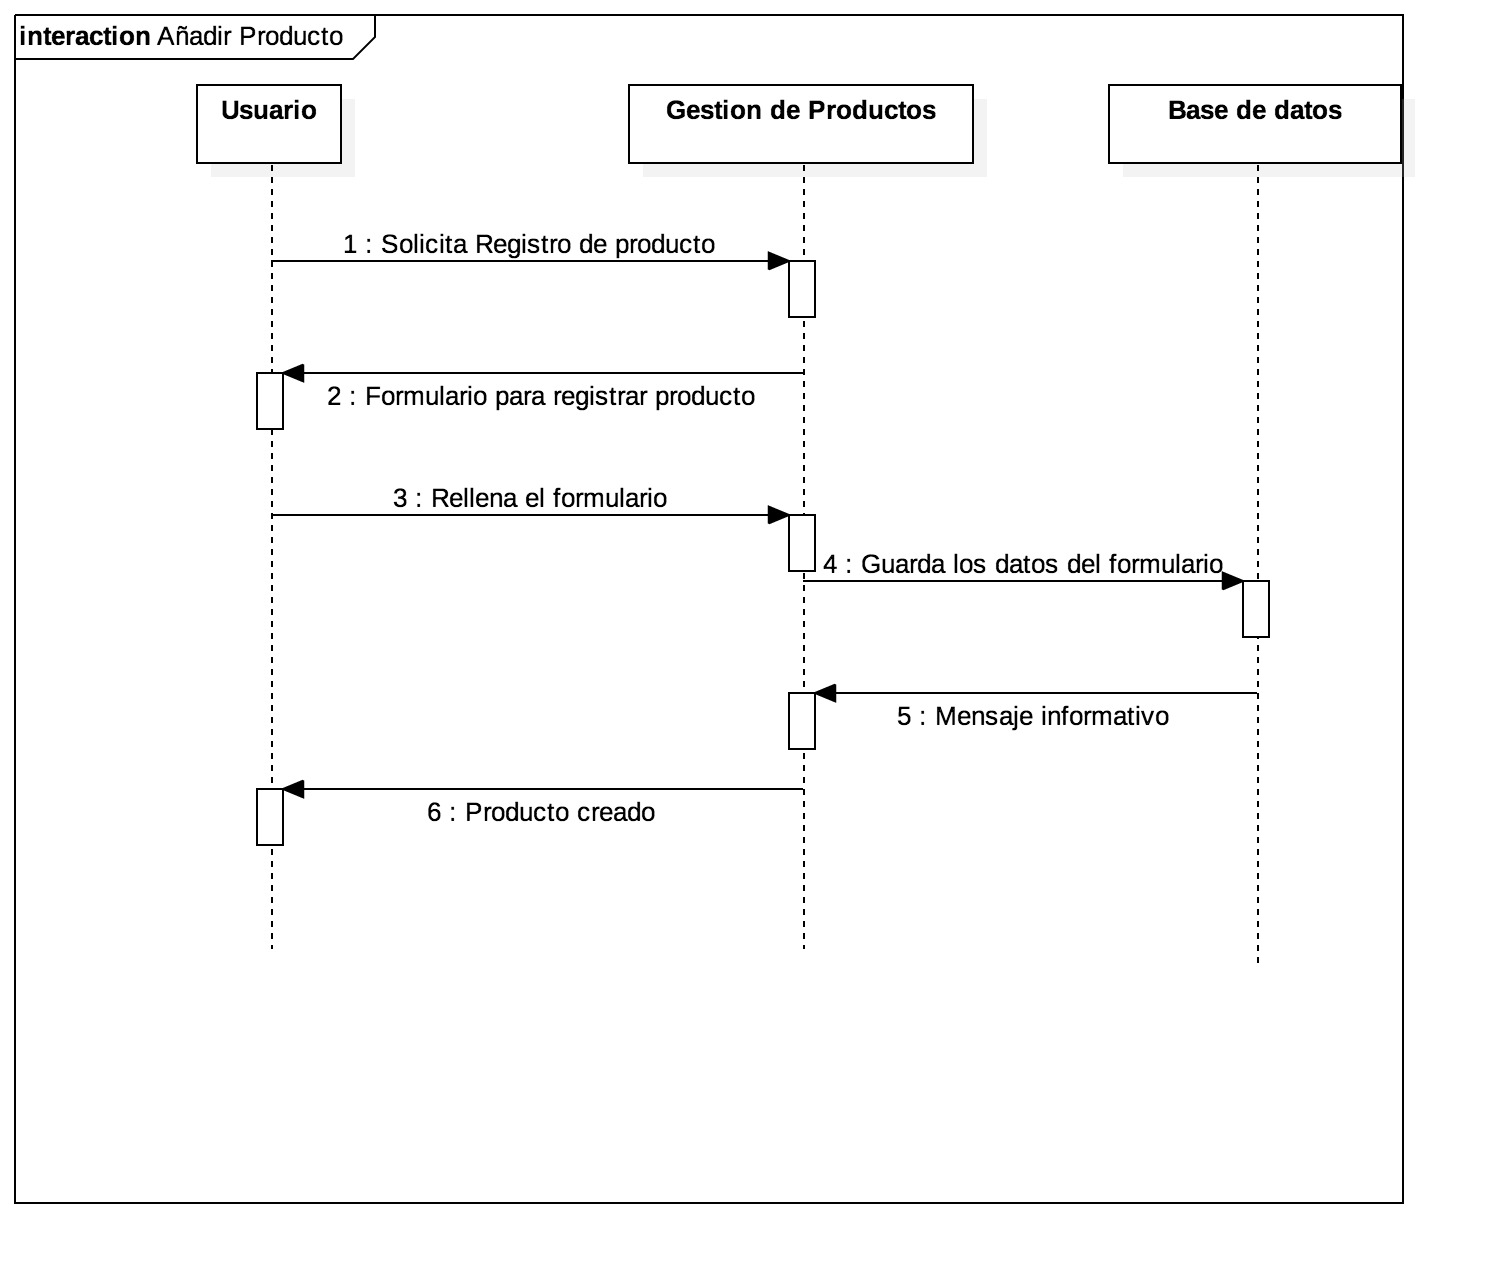 interaction Añadir Producto
Usuario
Gestion de Productos
Base de datos
1 : Solicita Registro de producto
2 : Formulario para registrar producto
3 : Rellena el formulario
4 : Guarda los datos del formulario
5 : Mensaje informativo
6 : Producto creado